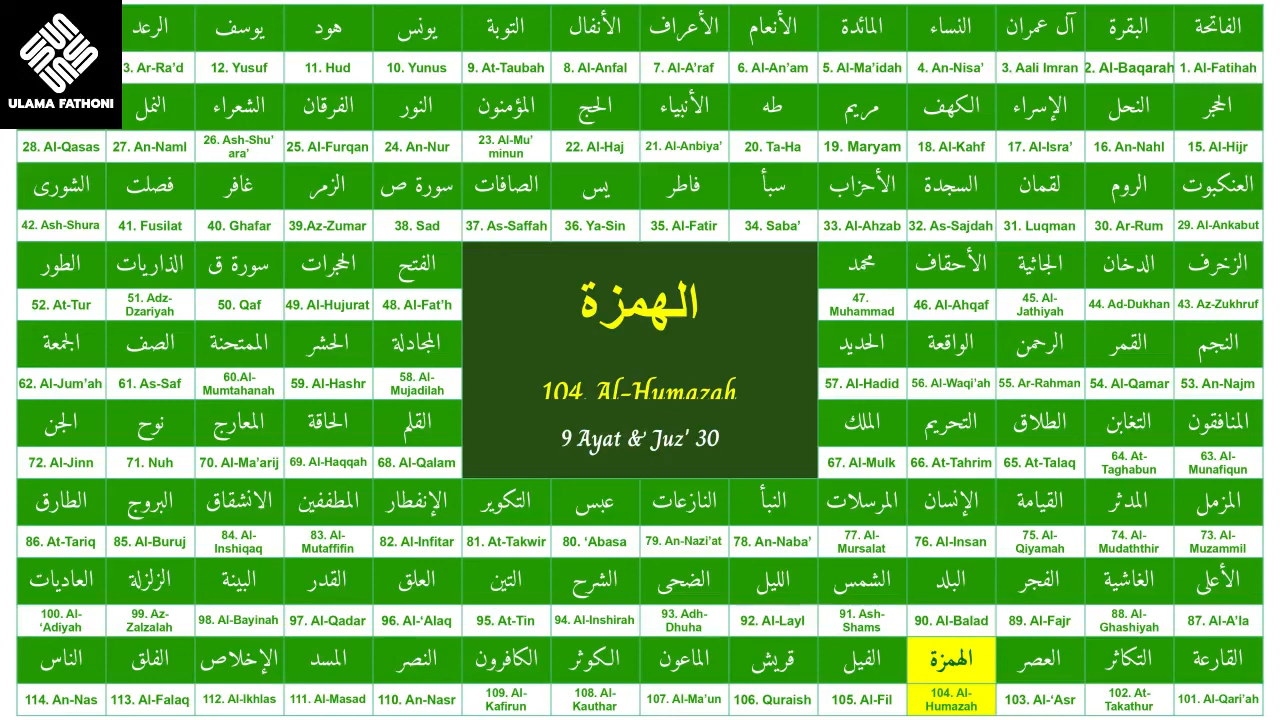 ULAMA FATHONI
الفاتحة البقرة آل عمران النساء المائدة الأنعام الأعراف الأنفال التوبة يونس هود يوسف الرعد
1. Al-Fatihah 2. Al-Baqarah 3. Aali Imran 4. An-Nisa’ 5. Al-Ma’idah 6. Al-An’am 7. Al-A’raf 8. Al-Anfal 9. At-Taubah 10. Yunus 11. Hud 12. Yusuf 3. Ar-Ra’d
الحجر النحل الإسراء الكهف مريم طه الأنبياء الحج المؤمنون النور الفرقان الشعراء النمل
15. Al-Hijr 16. An-Nahl 17. Al-Isra’ 18. Al-Kahf 19. Maryam 20. Ta-Ha 21. Al-Anbiya’ 22. Al-Haj 23. Al-Mu’minun 24. An-Nur 25. Al-Furqan 26. Ash-Shu’ara’ 27. An-Naml 28. Al-Qasas
العنكبوت الروم لقمان السجدة الأحزاب سبأ فاطر يس الصافات سورة ص الزمر غافر فصلت الشورى
29. Al-Ankabut 30. Ar-Rum 31. Luqman 32. As-Sajdah 33. Al-Ahzab 34. Saba’ 35. Al-Fatir 36. Ya-Sin 37. As-Saffah 38. Sad 39.Az-Zumar 40. Ghafar 41. Fusilat 42. Ash-Shura
الزخرف الدخان الجاثية الأحقاف محمد الفتح الحجرات سورة ق الذاريات الطور
43. Az-Zukhruf 44. Ad-Dukhan 45. Al-Jathiyah 46. Al-Ahqaf 47. Muhammad 48. Al-Fat’h 49. Al-Hujurat 50. Qaf 51. Adz-Dzariyah 52. At-Tur
النجم القمر الرحمن الواقعة الحديد المجادلة الحشر الممتحنة الصف الجمعة
53. An-Najm 54. Al-Qamar 55. Ar-Rahman 56. Al-Waqi’ah 57. Al-Hadid 58. Al-Mujadilah 59. Al-Hashr 60.Al-Mumtahanah 61. As-Saf 62. Al-Jum’ah
المنافقون التغابن الطلاق التحريم الملك القلم الحاقة المعارج نوح الجن
63. Al-Munafiqun 64. At-Taghabun 65. At-Talaq 66. At-Tahrim 67. Al-Mulk 68. Al-Qalam 69. Al-Haqqah 70. Al-Ma’arij 71. Nuh 72. Al-Jinn
الهمزة
104. Al-Humazah
9 Ayat & Juz’ 30
المزمل المدثر القيامة الإنسان المرسلات النبأ النازعات عبس التكوير الإنفطار المطففين الانشقاق البروج الطارق
73. Al-Muzammil 74. Al-Mudaththir 75. Al-Qiyamah 76. Al-Insan 77. Al-Mursalat 78. An-Naba’ 79. An-Nazi’at 80. ‘Abasa 81. At-Takwir 82. Al-Infitar 83. Al-Mutaffifin 84. Al-Inshiqaq 85. Al-Buruj 86. At-Tariq
الأعلى الغاشية الفجر البلد الشمس الليل الضحى الشرح التين العلق القدر البينة الزلزلة العاديات
87. Al-A’la 88. Al-Ghashiyah 89. Al-Fajr 90. Al-Balad 91. Ash-Shams 92. Al-Layl 93. Adh-Dhuha 94. Al-Inshirah 95. At-Tin 96. Al-‘Alaq 97. Al-Qadar 98. Al-Bayinah 99. Az-Zalzalah 100. Al-‘Adiyah
القارعة التكاثر العصر الهمزة الفيل قريش الماعون الكوثر الكافرون النصر المسد الإخلاص الفلق الناس
101. Al-Qari’ah 102. At-Takathur 103. Al-‘Asr 104. Al-Humazah 105. Al-Fil 106. Quraish 107. Al-Ma’un 108. Al-Kauthar 109. Al-Kafirun 110. An-Nasr 111. Al-Masad 112. Al-Ikhlas 113. Al-Falaq 114. An-Nas